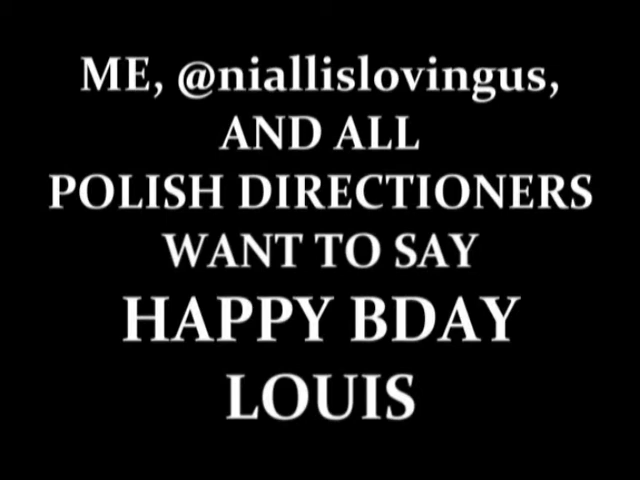 ME, @niallislovingus,
AND ALL
POLISH DIRECTIONERS
WANT TO SAY
HAPPY BDAY
LOUIS